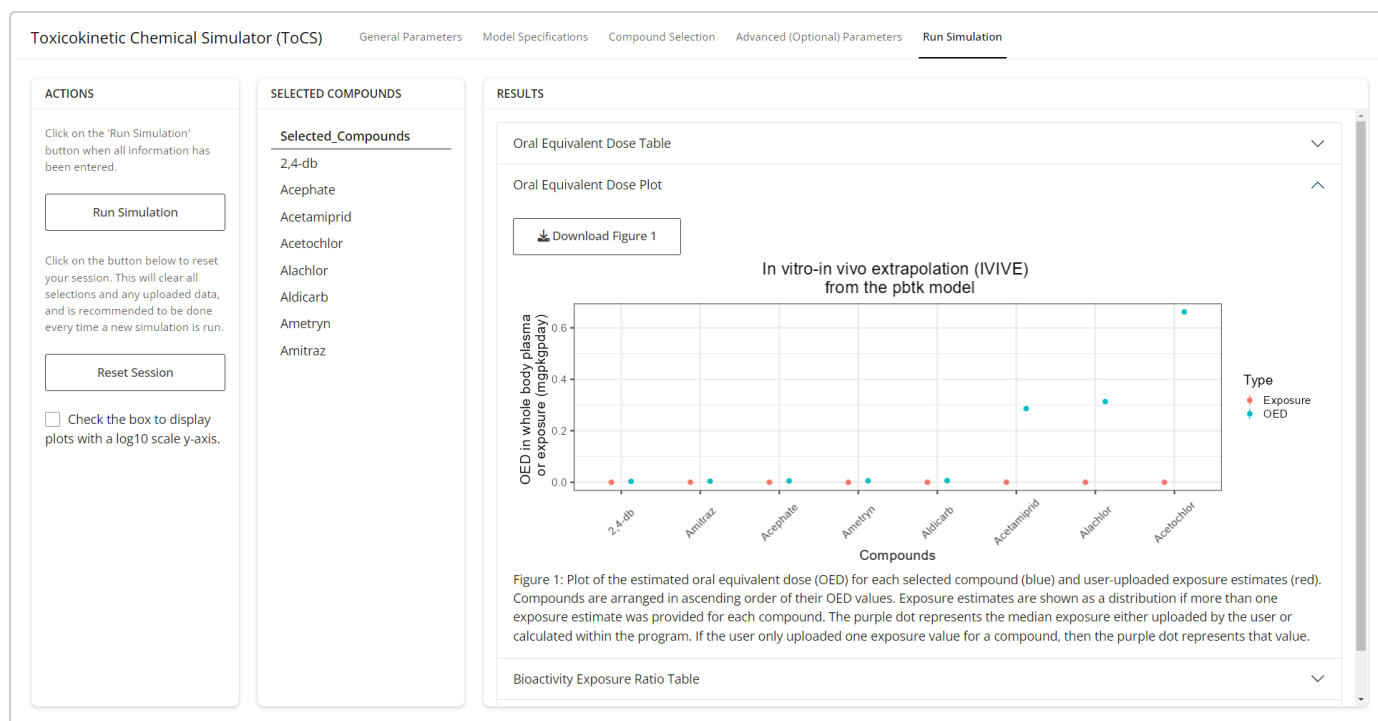 Toxicokinetic Chemical Simulator (ToCS)
General Parameters
Model Specifications
Compound Selection
Advanced (Optional) Parameters
Run Simulation
ACTIONS
Click on the 'Run Simulation'
button when all information has
been entered.
Run Simulation
Click on the button below to reset
your session. This will clear all
selections and any uploaded data,
and is recommended to be done
every time a new simulation is run.
Reset Session
Check the box to display
plots with a log10 scale y-axis.
SELECTED COMPOUNDS
Selected_Compounds
2,4-db
Acephate
Acetamiprid
Acetochlor
Alachlor
Aldicarb
Ametryn
Amitraz
RESULTS
Oral Equivalent Dose Table
Oral Equivalent Dose Plot
Download Figure 1
In vitro-in vivo extrapolation (IVIVE)
from the pbtk model
OED in whole body plasma
or exposure (mgpkgpday)
0.6
0.4
0.2
0.0
2,4-db
Amitraz
Acephate
Ametryn
Aldicarb
Acetamiprid
Alachlor
Acetochlor
Compounds
Type
Exposure
OED
Figure 1: Plot of the estimated oral equivalent dose (OED) for each selected compound (blue) and user-uploaded exposure estimates (red).
Compounds are arranged in ascending order of their OED values. Exposure estimates are shown as a distribution if more than one
exposure estimate was provided for each compound. The purple dot represents the median exposure either uploaded by the user or
calculated within the program. If the user only uploaded one exposure value for a compound, then the purple dot represents that value.
Bioactivity Exposure Ratio Table